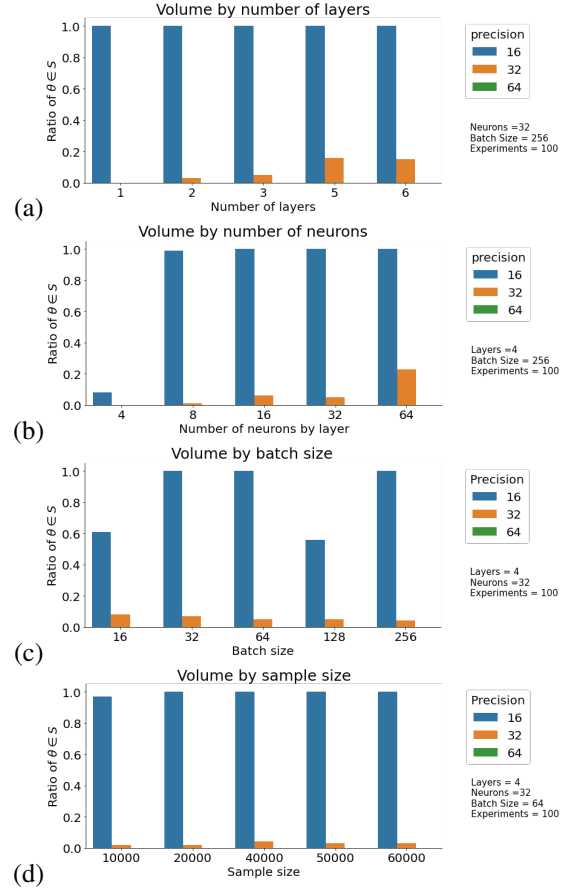 Volume by number of layers
1.0
0.8
0.6
0.4
0.2
0.0
Ratio of θ ∈ S
1 2 3 5 6
Number of layers
precision
16
32
64
Neurons =32
Batch Size = 256
Experiments = 100
(a)
Volume by number of neurons
1.0
0.8
0.6
0.4
0.2
0.0
Ratio of θ ∈ S
4 8 16 32 64
Number of neurons by layer
precision
16
32
64
Layers =4
Batch Size = 256
Experiments = 100
(b)
Volume by batch size
1.0
0.8
0.6
0.4
0.2
0.0
Ratio of θ ∈ S
16 32 64 128 256
Batch size
Precision
16
32
64
Layers = 4
Neurons =32
Experiments = 100
(c)
Volume by sample size
1.0
0.8
0.6
0.4
0.2
0.0
Ratio of θ ∈ S
10000 20000 40000 50000 60000
Sample size
Precision
16
32
64
Layers = 4
Neurons =32
Batch Size = 64
Experiments = 100
(d)